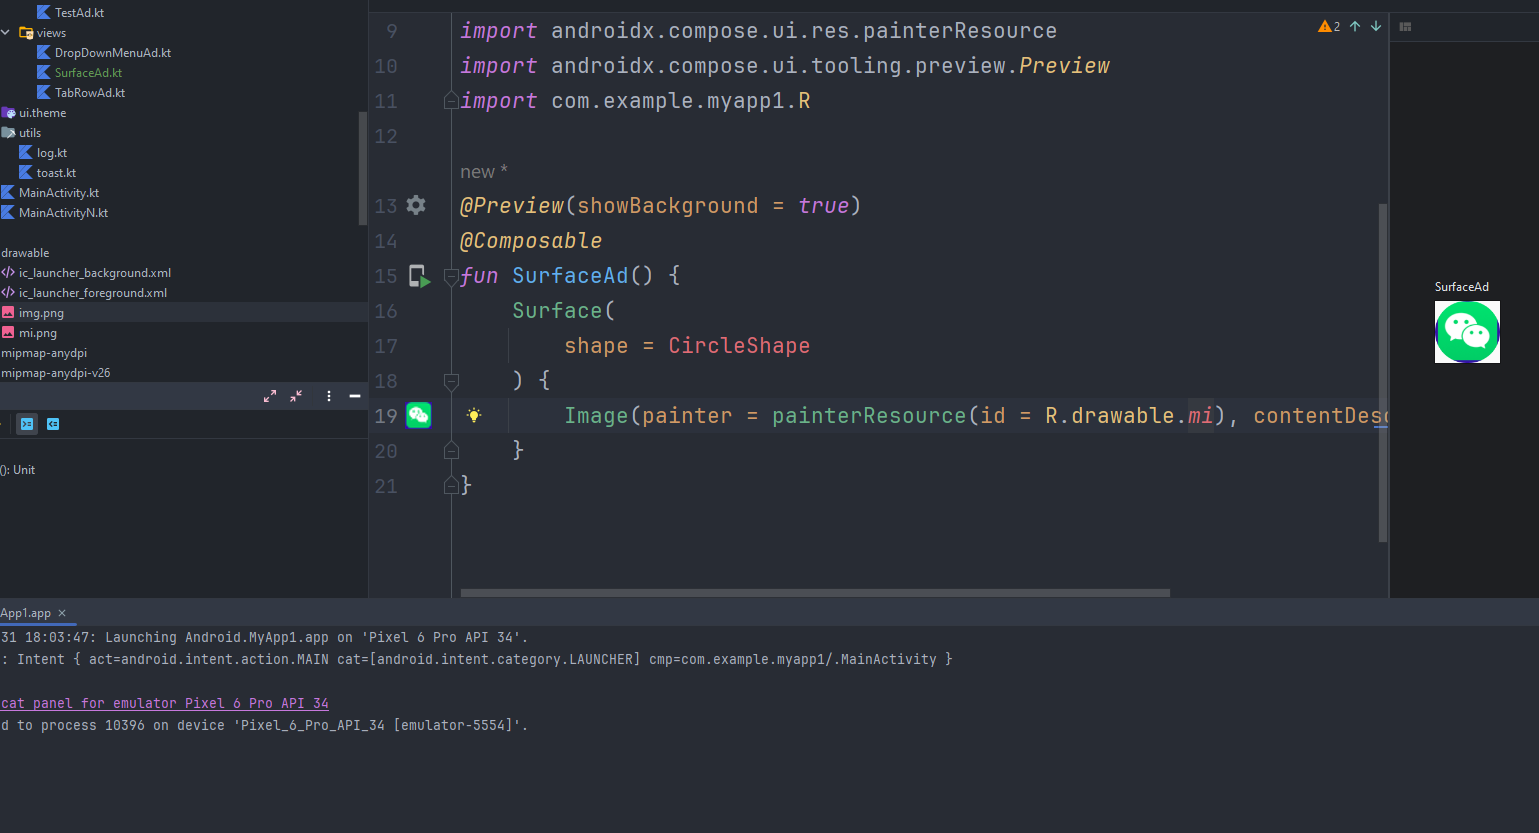 TestAd.kt
views
DropDownMenuAd.kt
SurfaceAd.kt
TabRowAd.kt
ui.theme
utils
log.kt
toast.kt
MainActivity.kt
MainActivityN.kt
drawable
ic_launcher_background.xml
ic_launcher_foreground.xml
img.png
mi.png
mipmap-anydpi
mipmap-anydpi-v26
(): Unit
9 import androidx.compose.ui.res.painterResource
10 import androidx.compose.ui.tooling.preview.Preview
11 import com.example.myapp1.R
12
new *
13 @Preview(showBackground = true)
14 @Composable
15 fun SurfaceAd() {
16 Surface(
17 shape = CircleShape
18 ) {
19 Image(painter = painterResource(id = R.drawable.mi), contentDesc
20 }
21 }
2
SurfaceAd
App1.app
31 18:03:47: Launching Android.MyApp1.app on 'Pixel 6 Pro API 34'.
: Intent { act=android.intent.action.MAIN cat=[android.intent.category.LAUNCHER] cmp=com.example.myapp1/.MainActivity }
cat panel for emulator Pixel 6 Pro API 34
d to process 10396 on device 'Pixel_6_Pro_API_34 [emulator-5554]'.